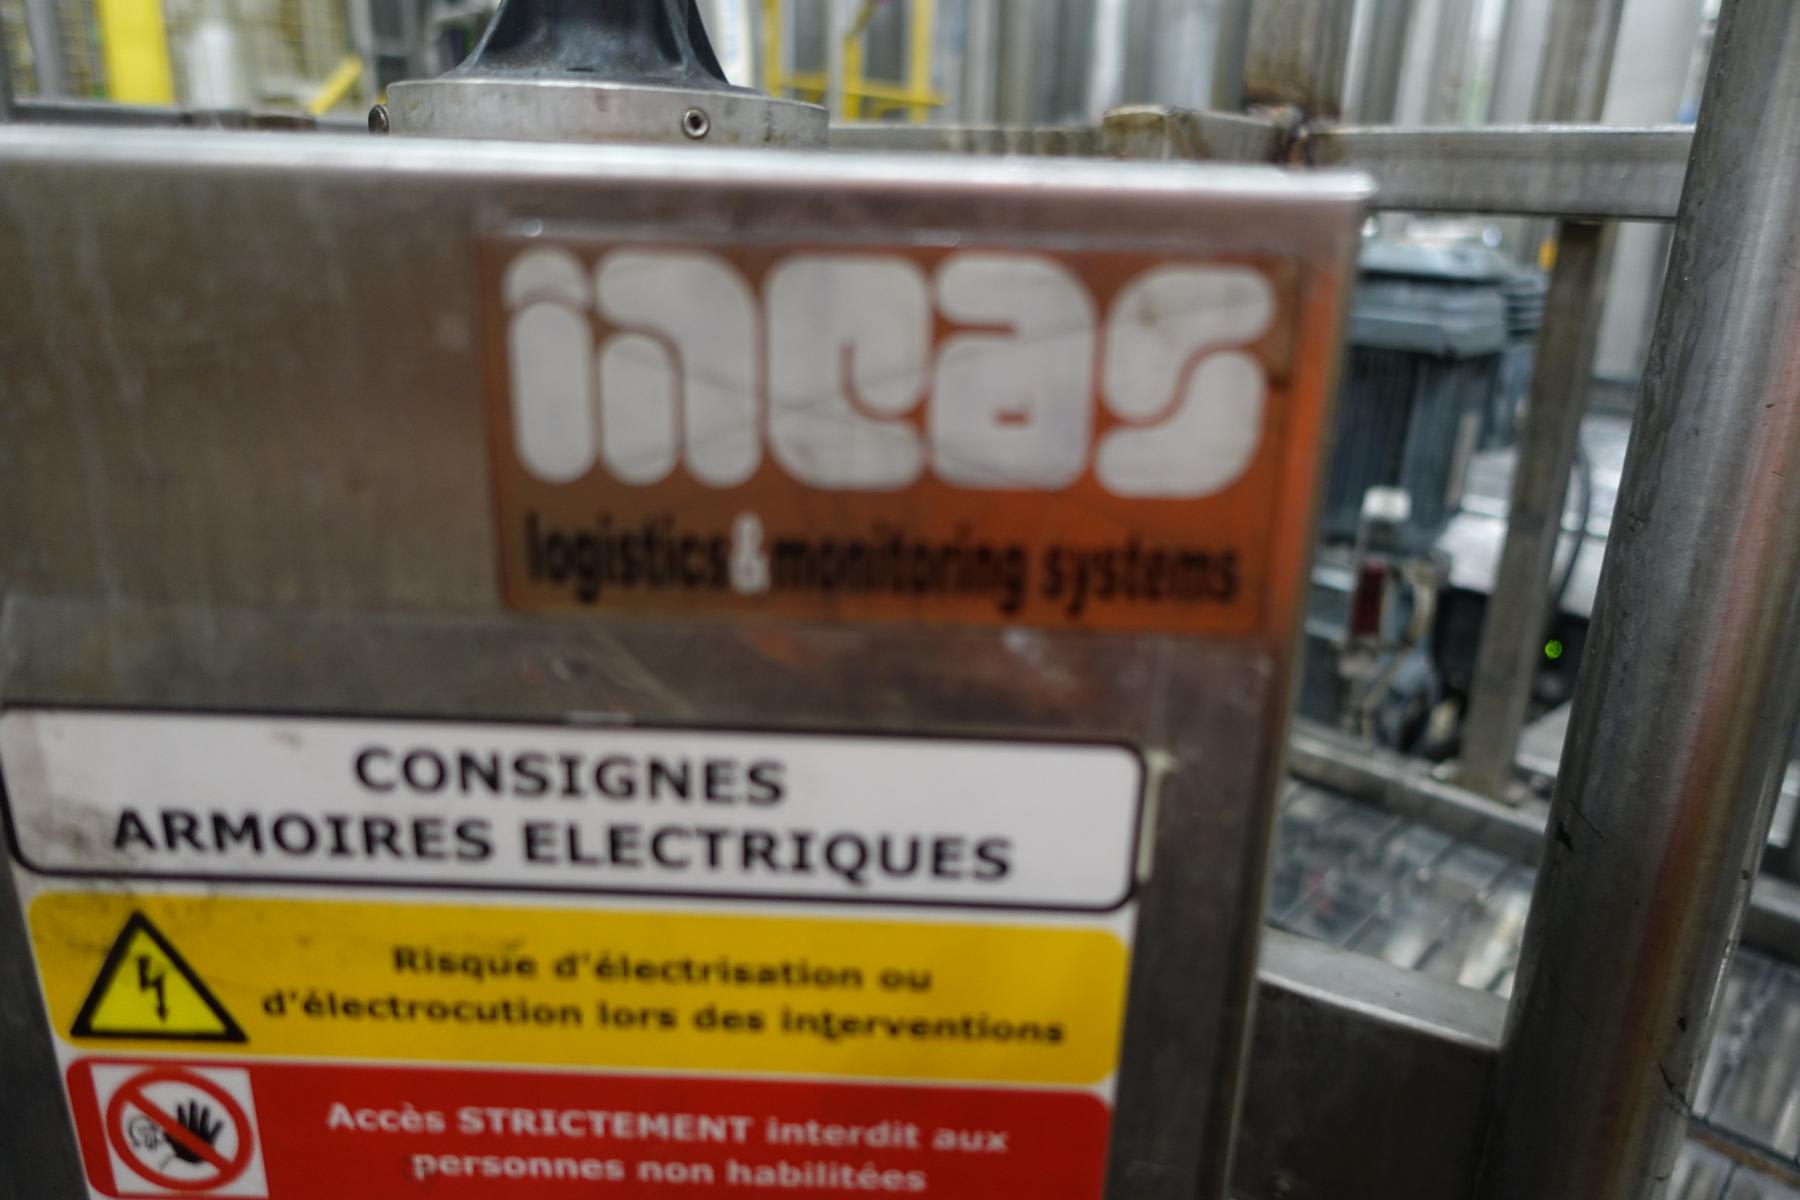 incas
logistics & monitoring systems
CONSIGNES
ARMOIRES ELECTRIQUES
Risque d'électrisation ou
d'électrocution lors des interventions
Accès STRICTEMENT interdit aux
personnes non habilitées